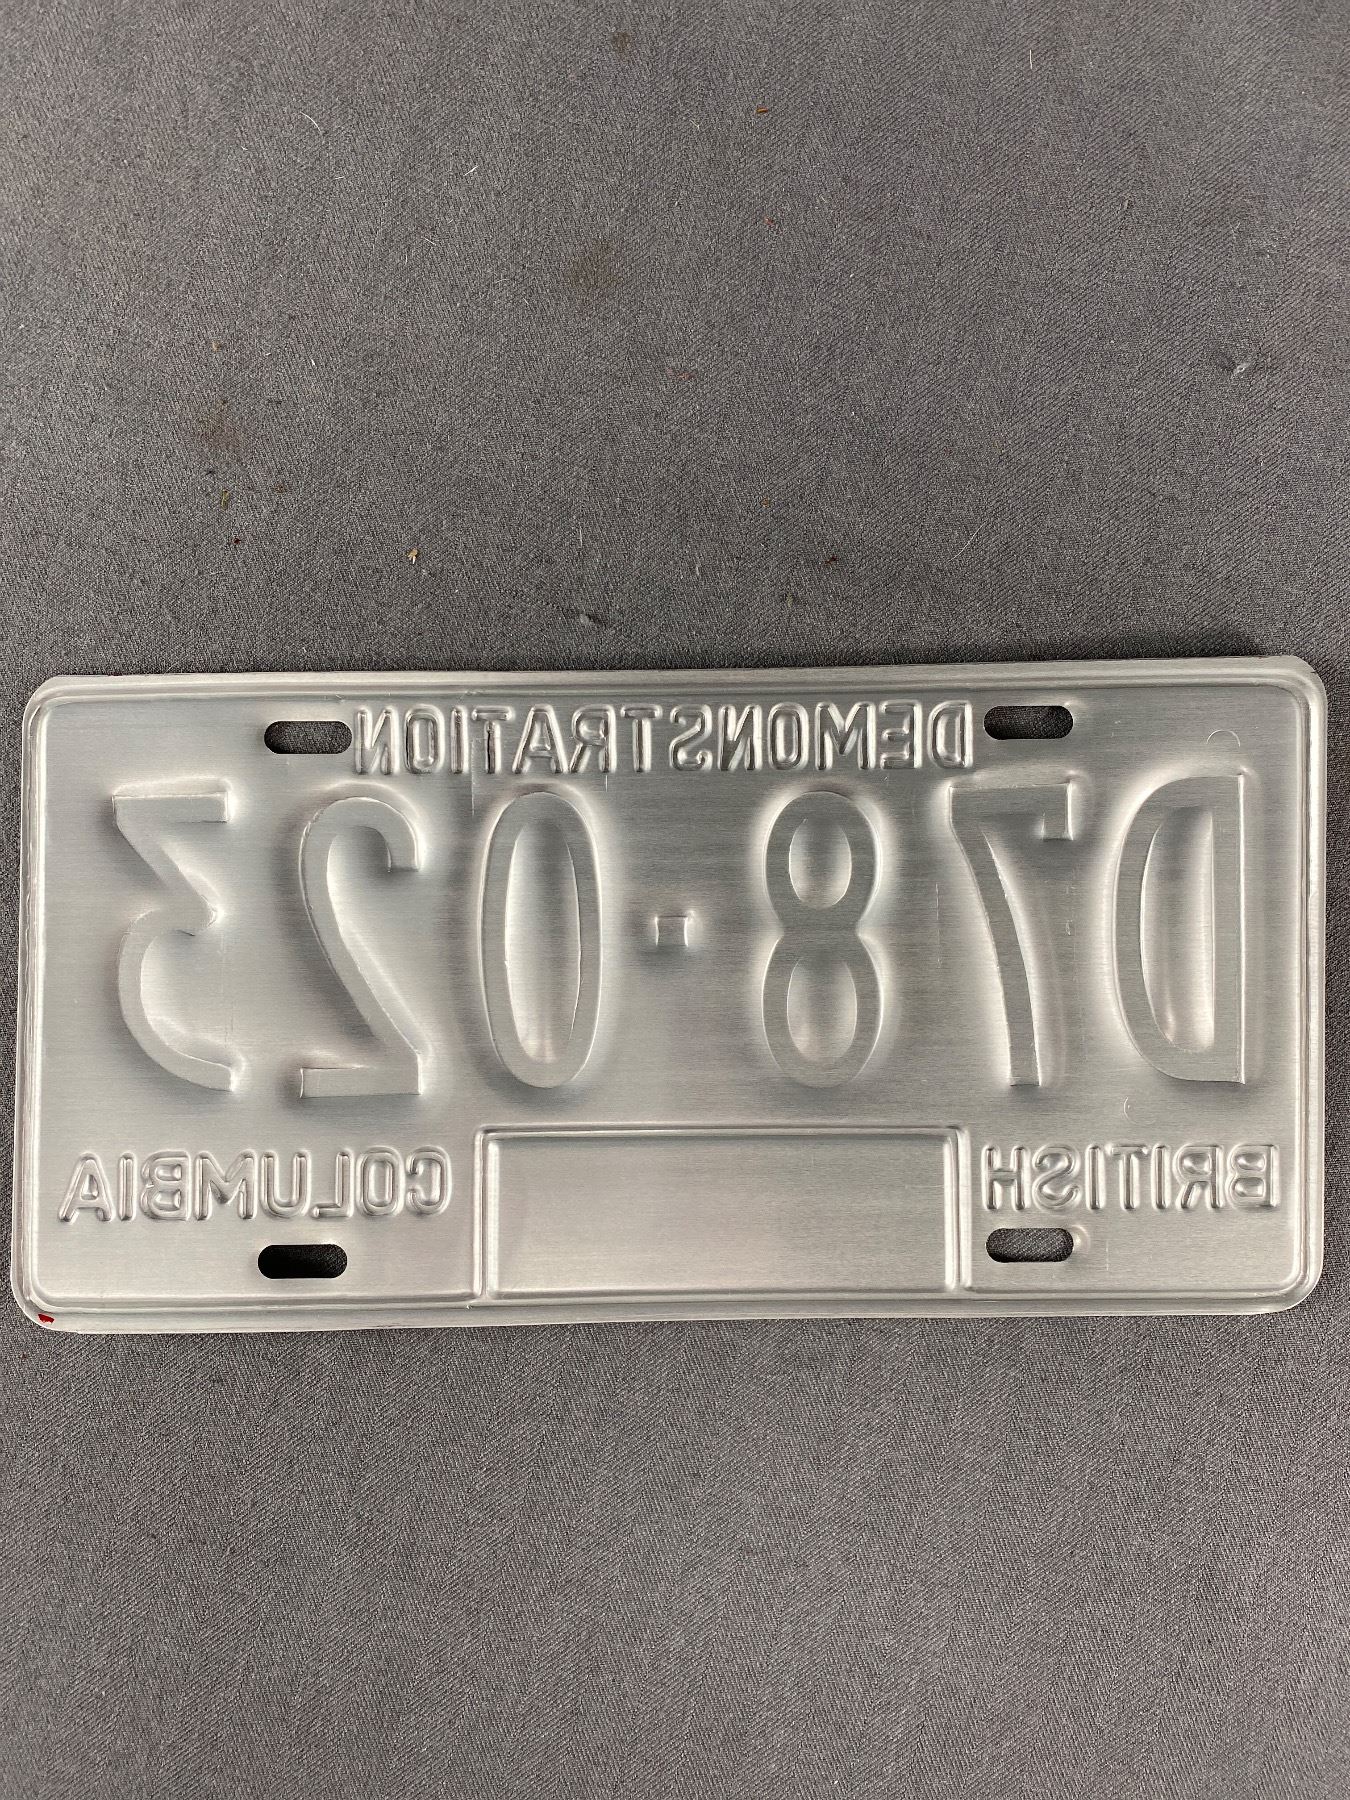 DEMONSTRATION
D78-023
BRITISH COLUMBIA